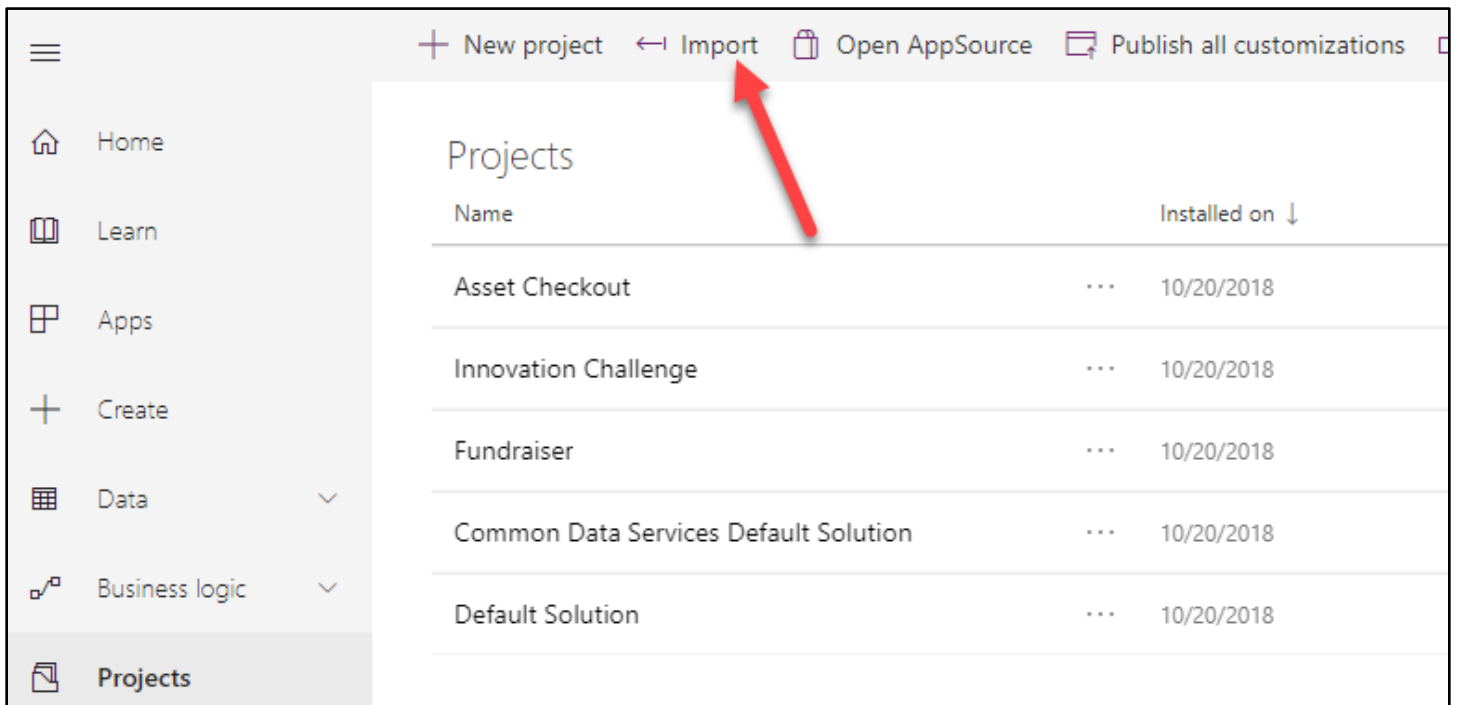 New project Import Open AppSource Publish all customizations
Home
Learn
Apps
Create
Data
Business logic
Projects
Projects
Name Installed on
Asset Checkout ... 10/20/2018
Innovation Challenge ... 10/20/2018
Fundraiser ... 10/20/2018
Common Data Services Default Solution ... 10/20/2018
Default Solution ... 10/20/2018